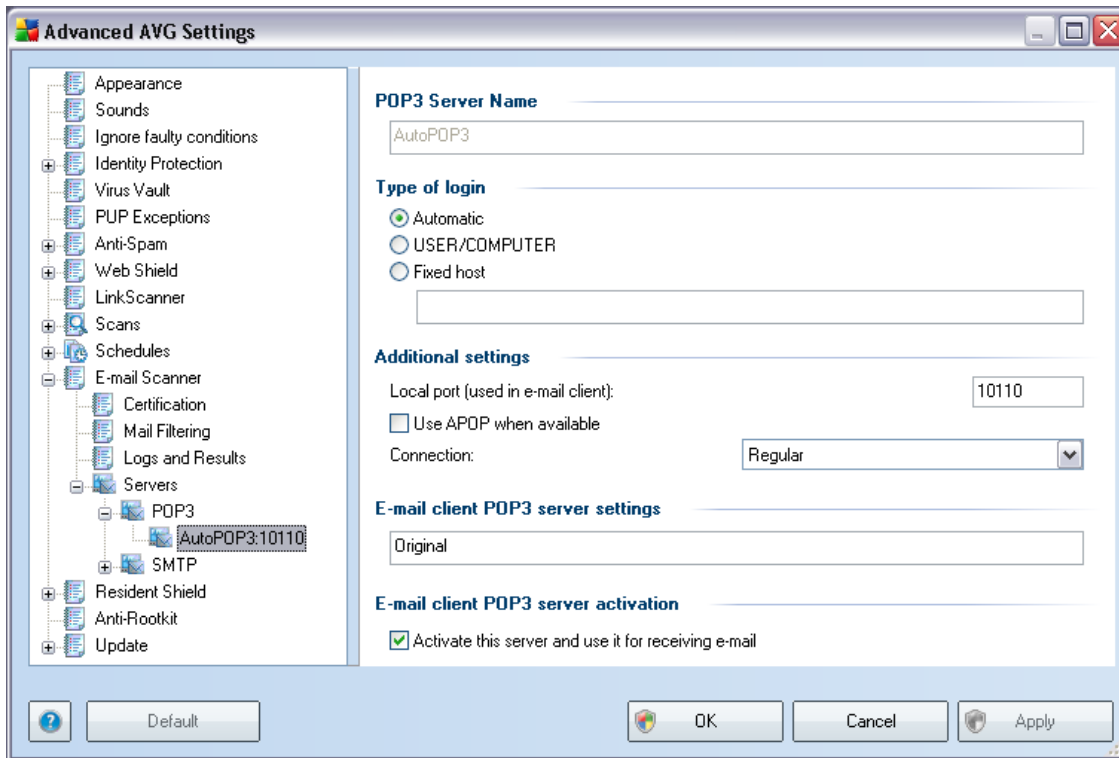 Advanced AVG Settings
Appearance
Sounds
Ignore faulty conditions
Identity Protection
Virus Vault
PUP Exceptions
Anti-Spam
Web Shield
LinkScanner
Scans
Schedules
E-mail Scanner
Certification
Mail Filtering
Logs and Results
Servers
POP3
AutoPOP3:10110
SMTP
Resident Shield
Anti-Rootkit
Update
POP3 Server Name
AutoPOP3
Type of login
Automatic
USER/COMPUTER
Fixed host
Additional settings
Local port (used in e-mail client): 10110
Use APOP when available
Connection: Regular
E-mail client POP3 server settings
Original
E-mail client POP3 server activation
Activate this server and use it for receiving e-mail
? Default OK Cancel Apply